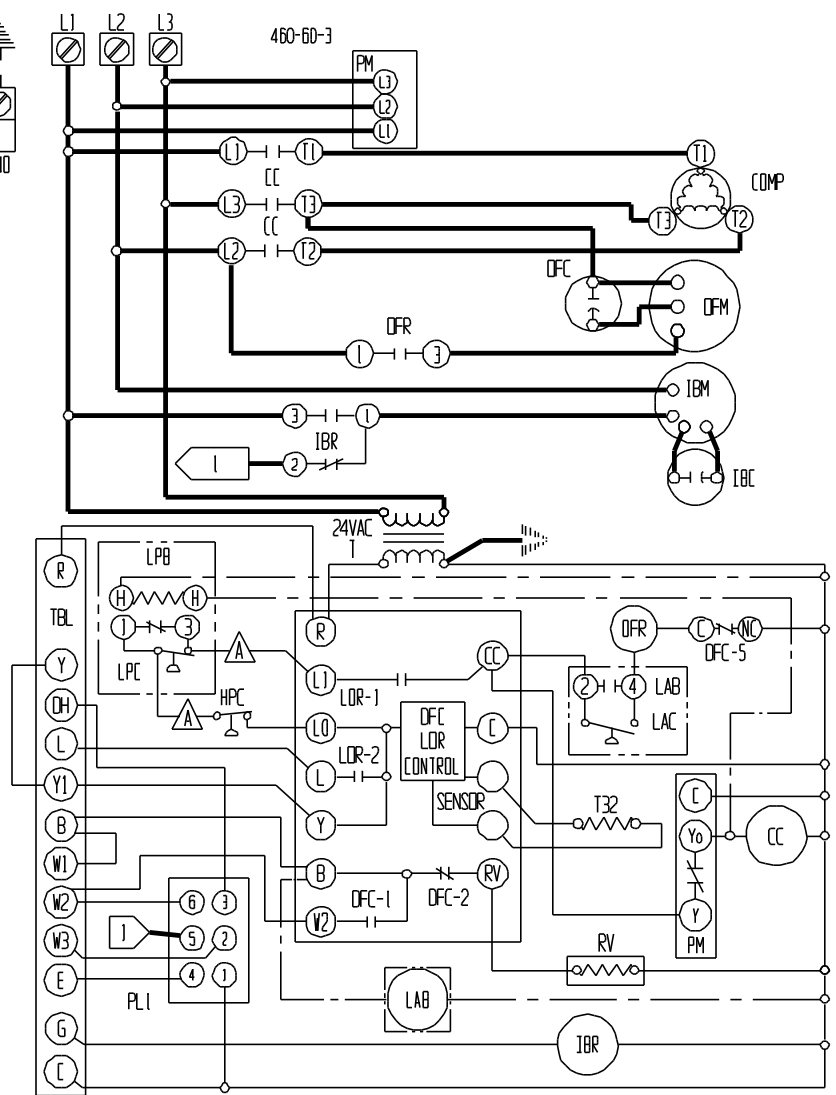 L1 L2 L3
460-60-3
PM
L3
L2
L1
L1 T1 T1
CC
COMP
L3 T3
T3 T2
CC
L2 T2
OFC
OFM
OFR
1 3
IBM
3 1
IBR
1 2
IBC
24VAC
T
LPB
R
H H
TBL
1 3
R
OFR C NC
DFC-5
A
CC
Y
LPC
L1
LOR-1
2 4 LAB
LAC
OH
HPC
A
LO
DFC
LOR
CONTROL
C
L
LOR-2
L
Y1
SENSOR
T32
C
Y
B
Yo
CC
W1
B
DFC-1
DFC-2
RV
W2
6 3
W2
Y
1
5 2
W3
PM
4 1
RV
E
PL1
LAB
G
IBR
C